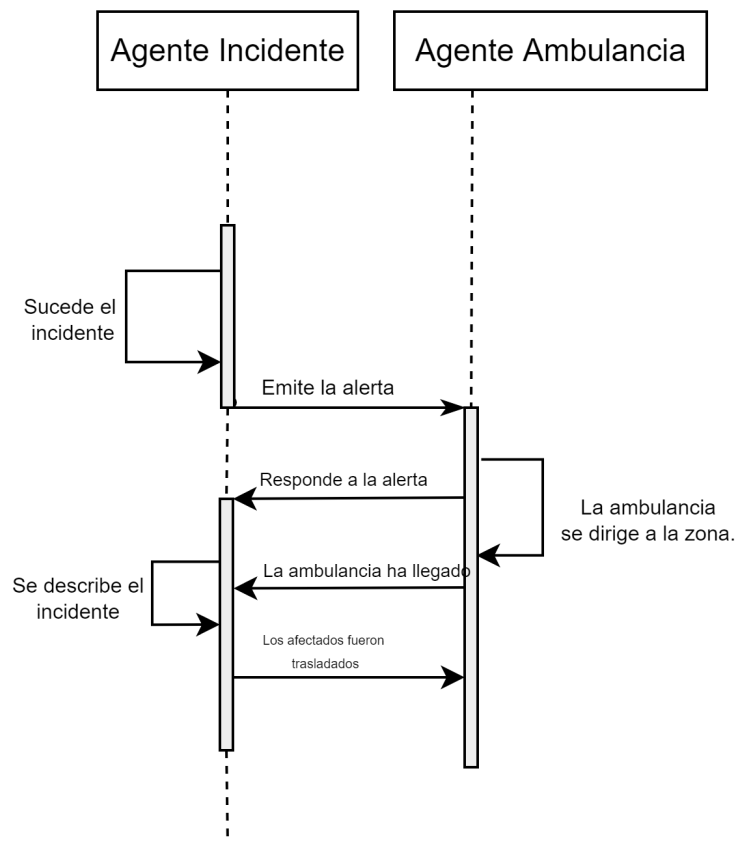 Agente Incidente
Agente Ambulancia
Sucede el
incidente
Emite la alerta
Responde a la alerta
La ambulancia
se dirige a la zona.
La ambulancia ha llegado
Se describe el
incidente
Los afectados fueron
trasladados